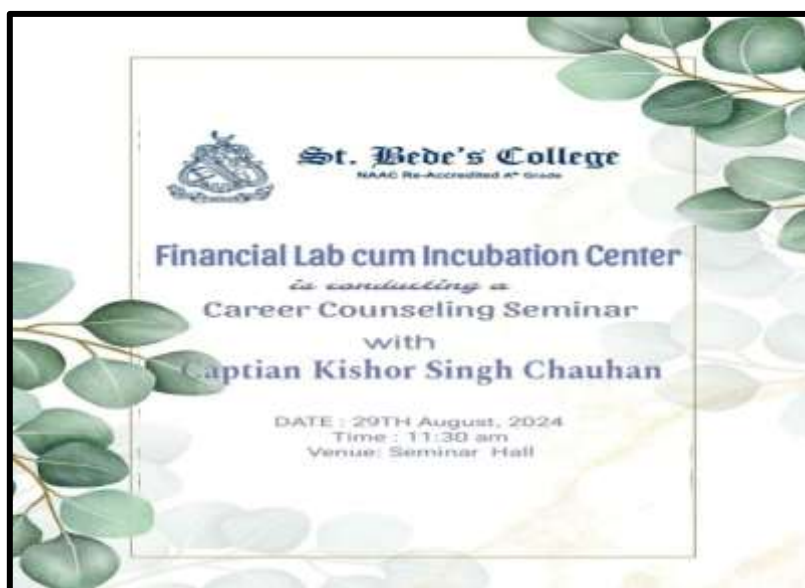 St. Bede's College
NAAC Re-Accredited A+ Grade
Financial Lab cum Incubation Center
is conducting a
Career Counseling Seminar
with
Captian Kishor Singh Chauhan
DATE : 29TH August, 2024
Time : 11:30 am
Venue: Seminar Hall